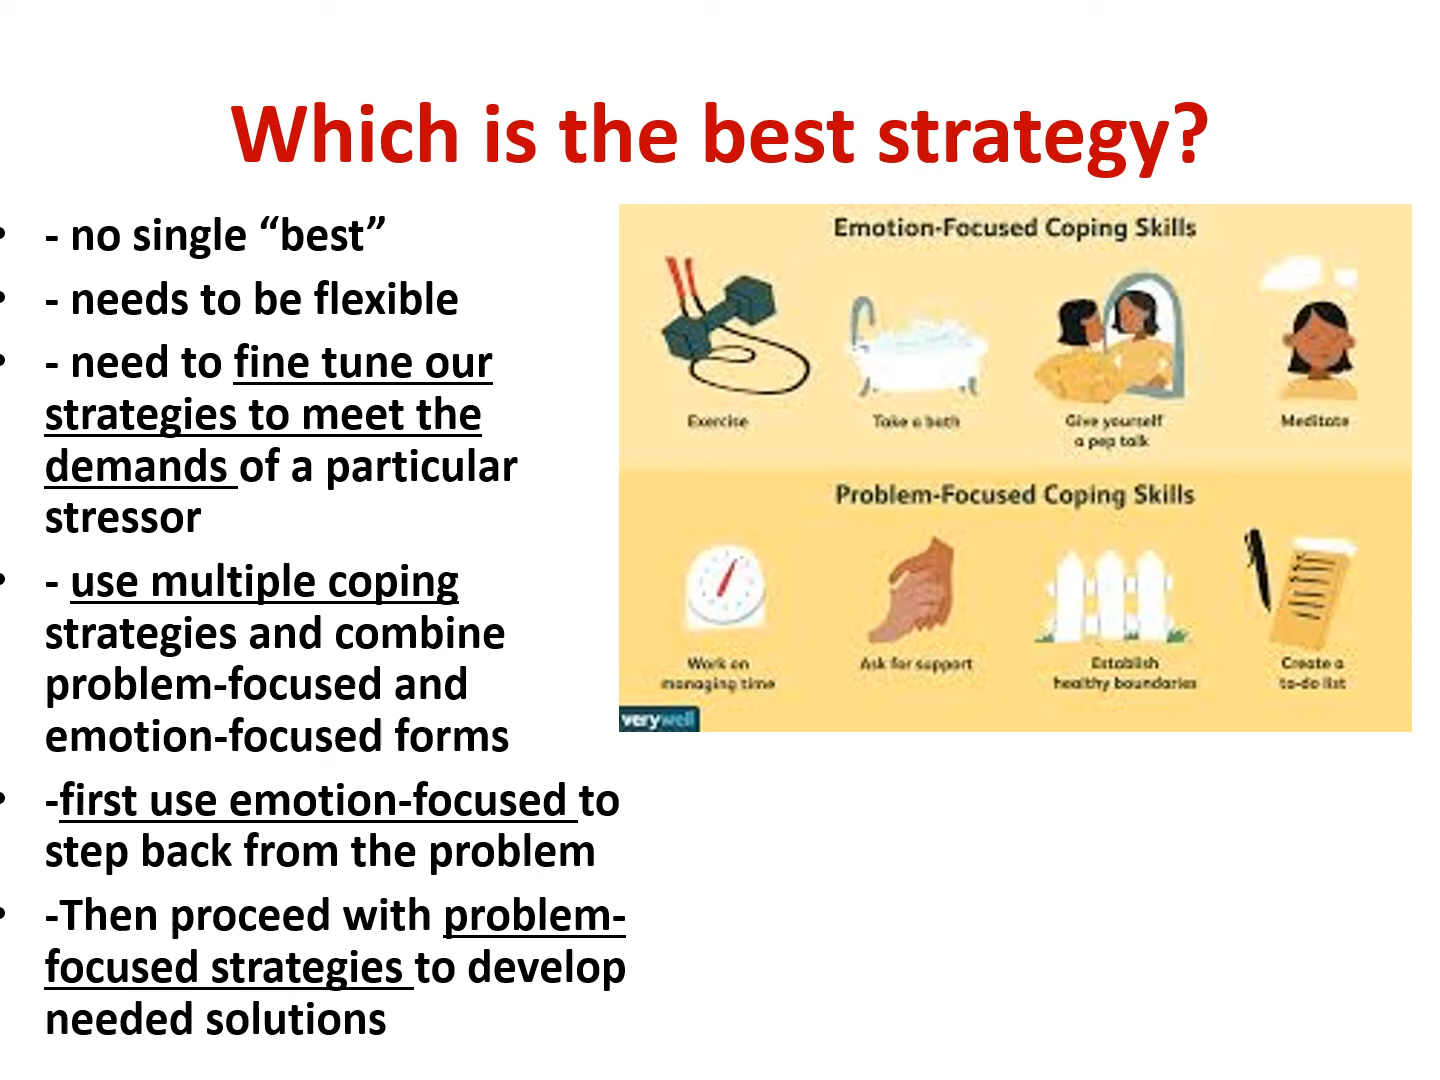 Which is the best strategy?
• - no single “best”
• - needs to be flexible
• - need to fine tune our
strategies to meet the
demands of a particular
stressor
• - use multiple coping
strategies and combine
problem-focused and
emotion-focused forms
• -first use emotion-focused to
step back from the problem
• -Then proceed with problem-
focused strategies to develop
needed solutions
Emotion-Focused Coping Skills
Exercise
Take a bath
Give yourself
a pep talk
Meditate
Problem-Focused Coping Skills
Work on
managing time
Ask for support
Establish
healthy boundaries
Create a
to-do list
verywell